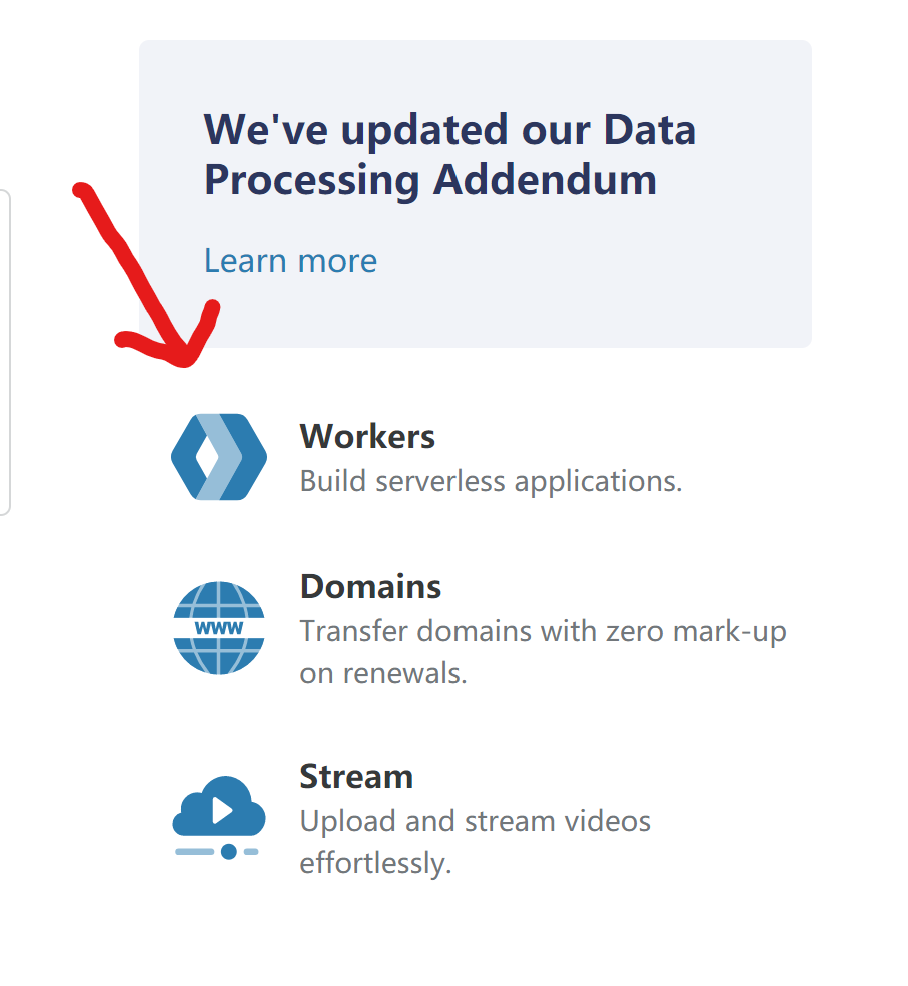 We've updated our Data
Processing Addendum
Learn more
Workers
Build serverless applications.
Domains
www
Transfer domains with zero mark-up
on renewals.
Stream
Upload and stream videos
effortlessly.